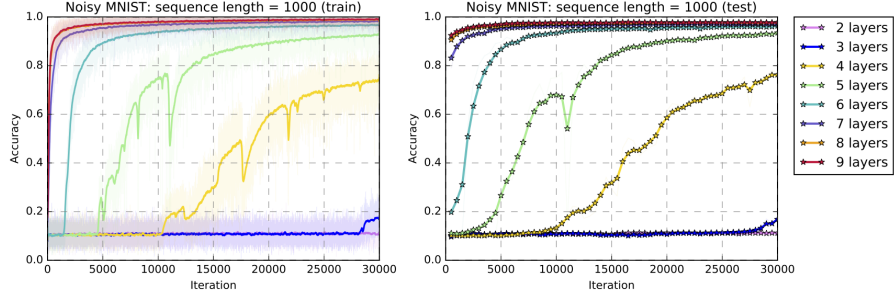 Noisy MNIST: sequence length = 1000 (train)
1.0
0.8
0.6
0.4
0.2
0.0
Accuracy
0 5000 10000 15000 20000 25000 30000
Iteration
Noisy MNIST: sequence length = 1000 (test)
1.0
0.8
0.6
0.4
0.2
0.0
Accuracy
0 5000 10000 15000 20000 25000 30000
Iteration
2 layers
3 layers
4 layers
5 layers
6 layers
7 layers
8 layers
9 layers